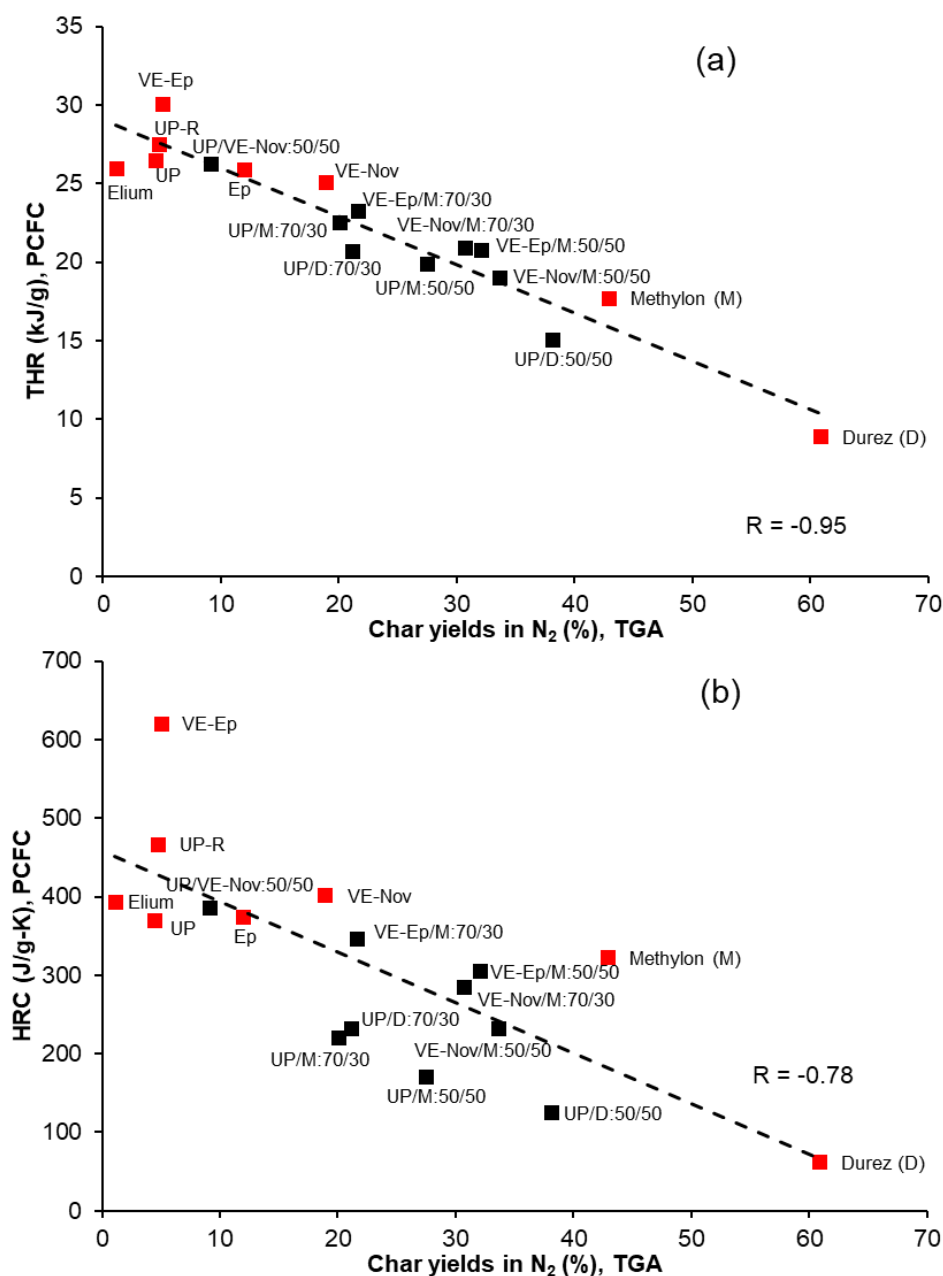 35
(a)
30
VE-Ep
UP-R
UP/VE-Nov:50/50
25
Elium
UP
Ep
VE-Nov
VE-Ep/M:70/30
UP/M:70/30
VE-Nov/M:70/30
20
UP/D:70/30
VE-Ep/M:50/50
UP/M:50/50
VE-Nov/M:50/50
Methylon (M)
15
UP/D:50/50
10
Durez (D)
5
R = -0.95
0
THR (kJ/g), PCFC
0 10 20 30 40 50 60 70
Char yields in N₂ (%), TGA
700
(b)
600
VE-Ep
500
UP-R
UP/VE-Nov:50/50
400
Elium
VE-Nov
UP
Ep
VE-Ep/M:70/30
300
VE-Ep/M:50/50
Methylon (M)
VE-Nov/M:70/30
UP/D:70/30
200
UP/M:70/30
VE-Nov/M:50/50
UP/M:50/50
R = -0.78
100
UP/D:50/50
Durez (D)
0
HRC (J/g-K), PCFC
0 10 20 30 40 50 60 70
Char yields in N₂ (%), TGA